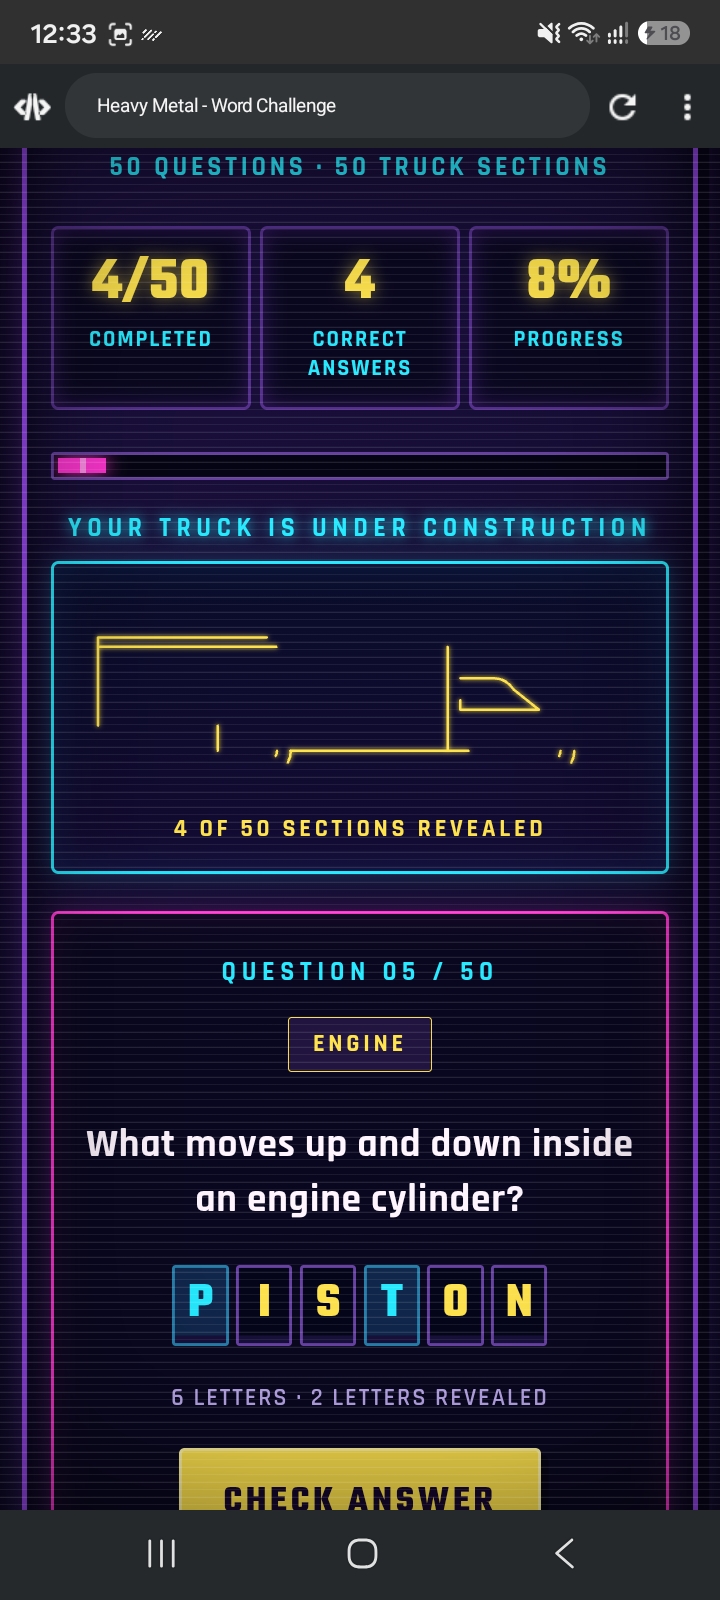 12:33
18
Heavy Metal - Word Challenge
50 QUESTIONS · 50 TRUCK SECTIONS
4/50
COMPLETED
4
CORRECT
ANSWERS
8%
PROGRESS
YOUR TRUCK IS UNDER CONSTRUCTION
4 OF 50 SECTIONS REVEALED
QUESTION 05 / 50
ENGINE
What moves up and down inside
an engine cylinder?
P I S T O N
6 LETTERS · 2 LETTERS REVEALED
CHECK ANSWER